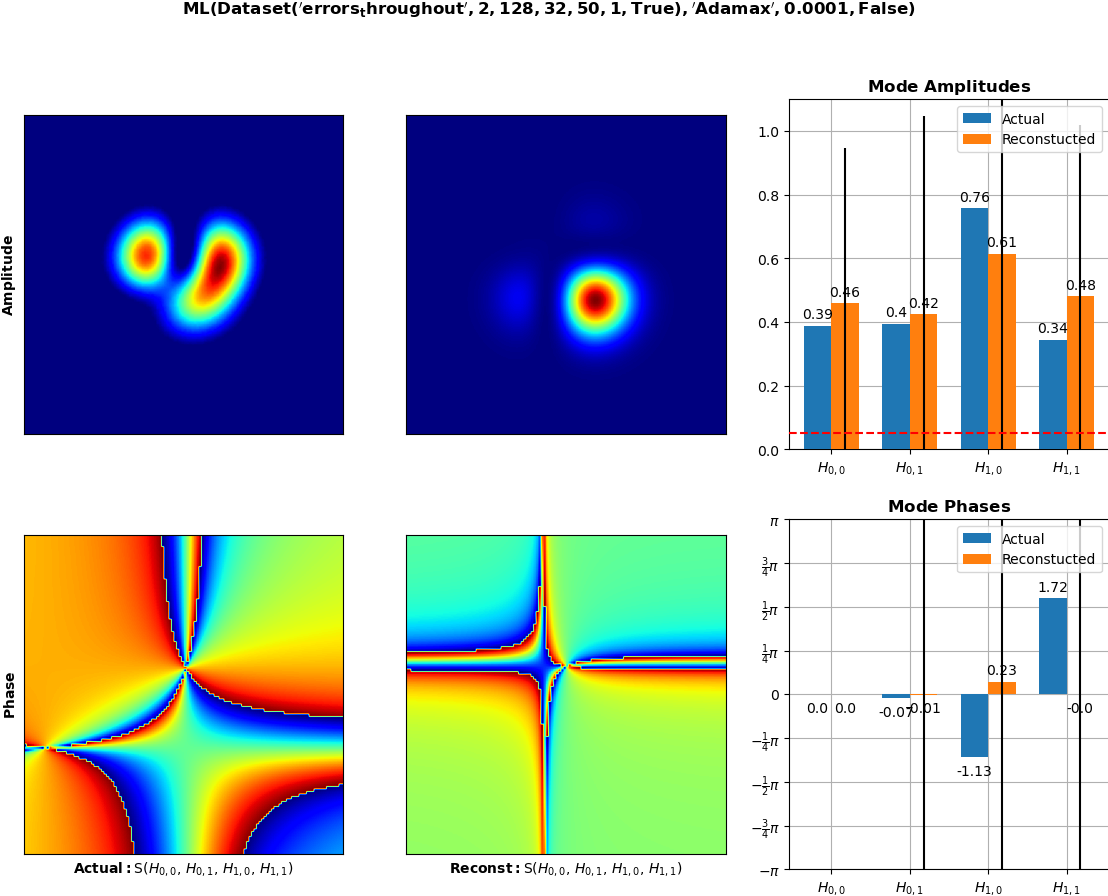 ML(Dataset('errors_throughout', 2, 128, 32, 50, 1, True), 'Adamax', 0.0001, False)
Amplitude
Mode Amplitudes
Actual
Reconstucted
1.0
0.8
0.6
0.4
0.2
0.0
0.39
0.46
0.4
0.42
0.76
0.61
0.34
0.48
H0,0
H0,1
H1,0
H1,1
Phase
Actual: S(H0,0, H0,1, H1,0, H1,1)
Reconst: S(H0,0, H0,1, H1,0, H1,1)
Mode Phases
Actual
Reconstucted
π
3/4π
1/2π
1/4π
0
−1/4π
−1/2π
−3/4π
−π
0.0
0.0
-0.07
-0.01
-1.13
0.23
1.72
-0.0
H0,0
H0,1
H1,0
H1,1